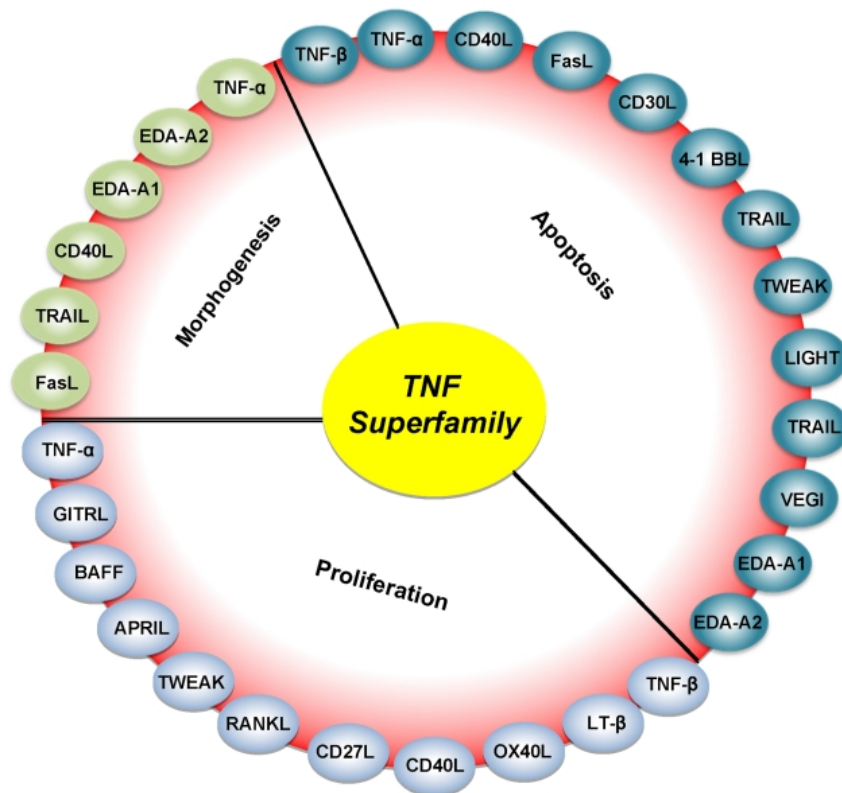 TNF-β
TNF-α
CD40L
FasL
CD30L
4-1 BBL
TRAIL
TWEAK
LIGHT
TRAIL
VEGI
EDA-A1
EDA-A2
Apoptosis
TNF-α
EDA-A2
EDA-A1
CD40L
TRAIL
FasL
Morphogenesis
TNF
Superfamily
TNF-α
GITRL
BAFF
APRIL
TWEAK
RANKL
CD27L
CD40L
OX40L
LT-β
TNF-β
Proliferation